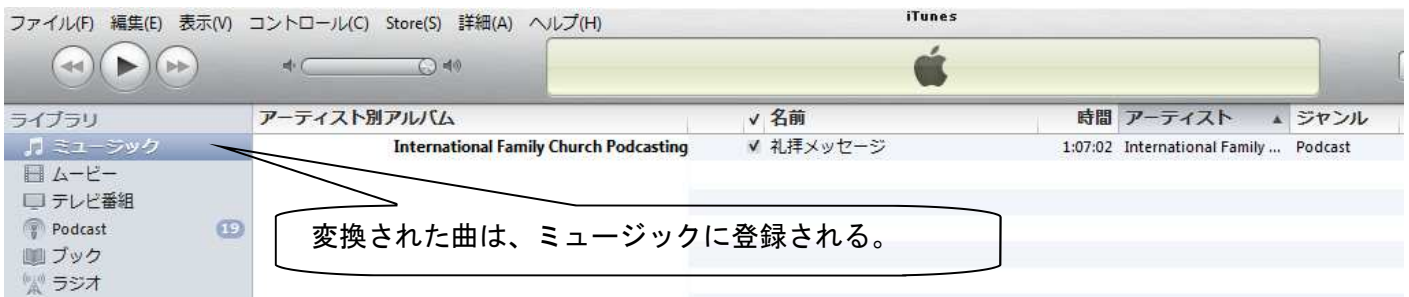 iTunes
ファイル(F) 編集(E) 表示(V) コントロール(C) Store(S) 詳細(A) ヘルプ(H)
ライブラリ アーティスト別アルバム ✓ 名前 時間 アーティスト ▲ ジャンル
ミュージック International Family Church Podcasting ✓ 礼拝メッセージ 1:07:02 International Family ... Podcast
ムービー
テレビ番組
Podcast 19
変換された曲は、ミュージックに登録される。
ブック
ラジオ